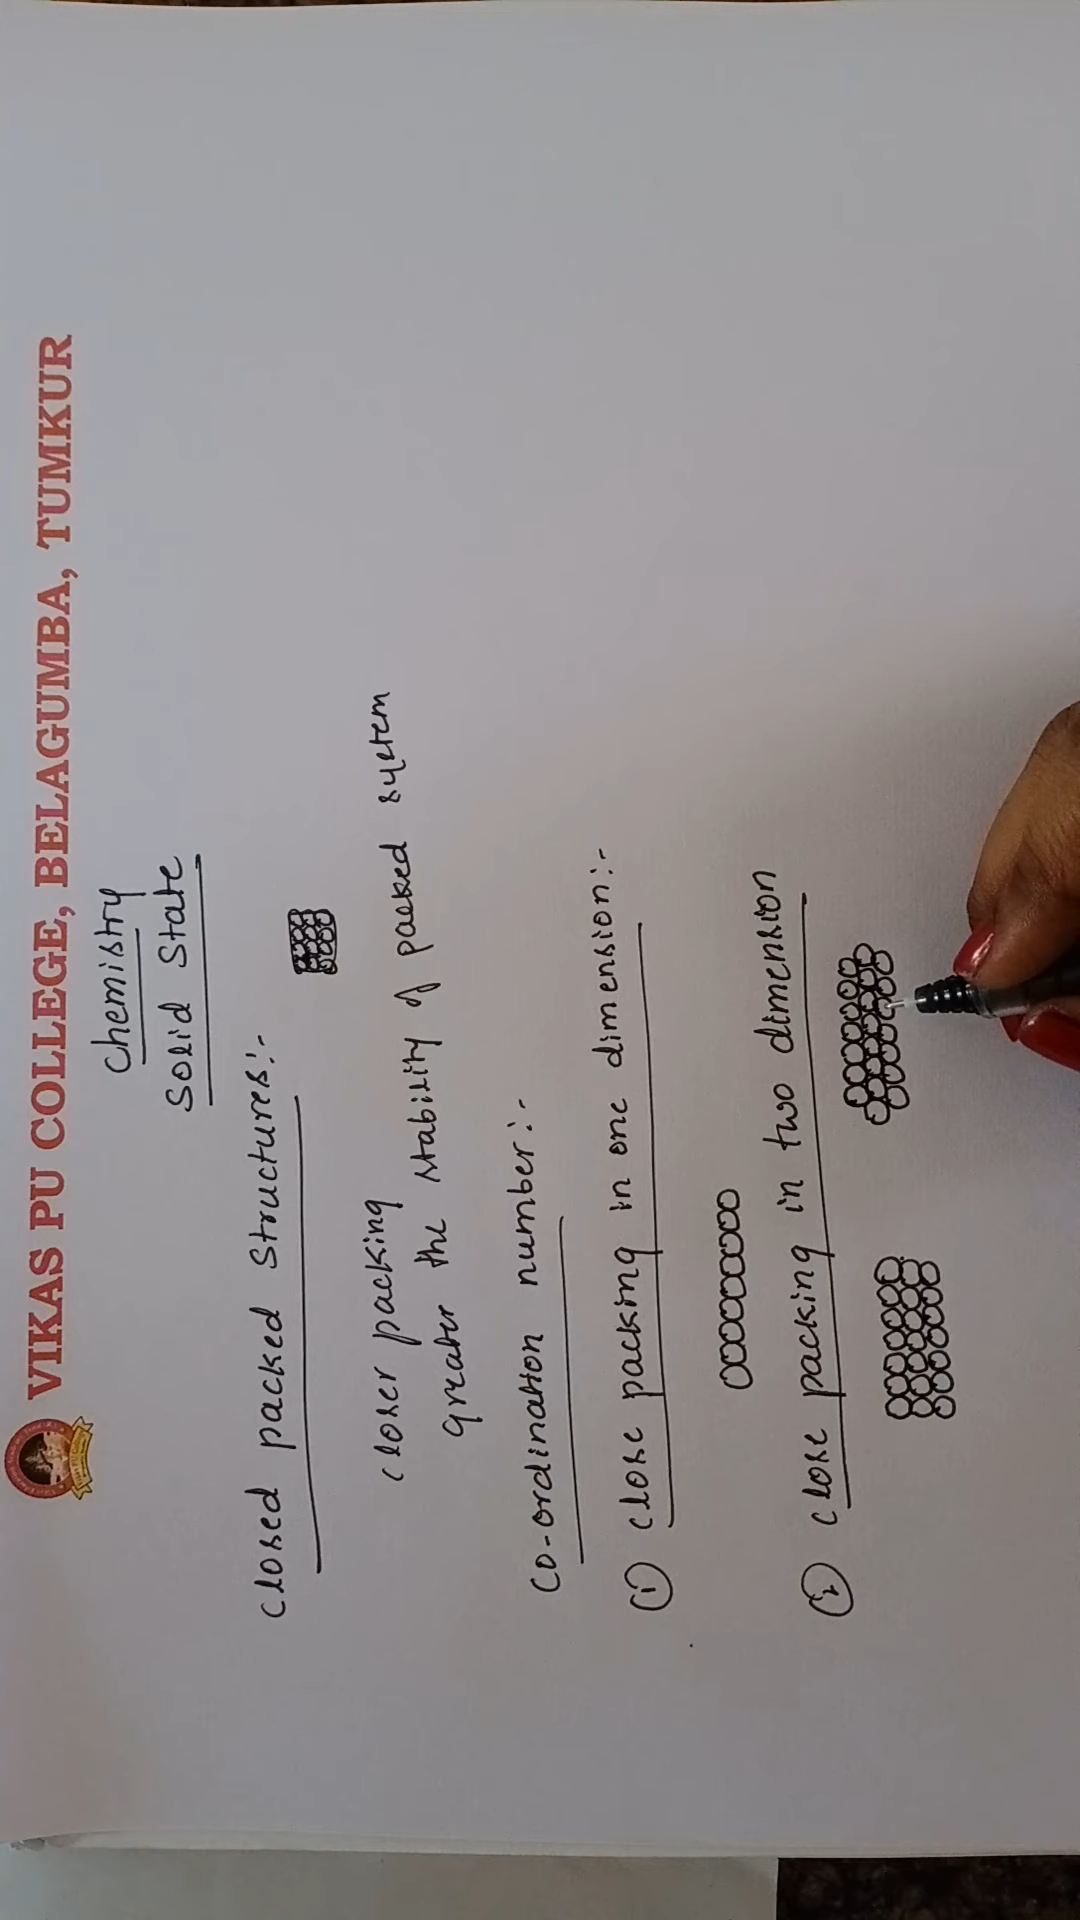 VIKAS PU COLLEGE, BELAGUMBA, TUMKUR
Chemistry
Solid State
Closed packed Structures:-
Closer packing
greater the stability of packed system
Co-ordination number:-
① Close packing in one dimension:-
② Close packing in two dimension